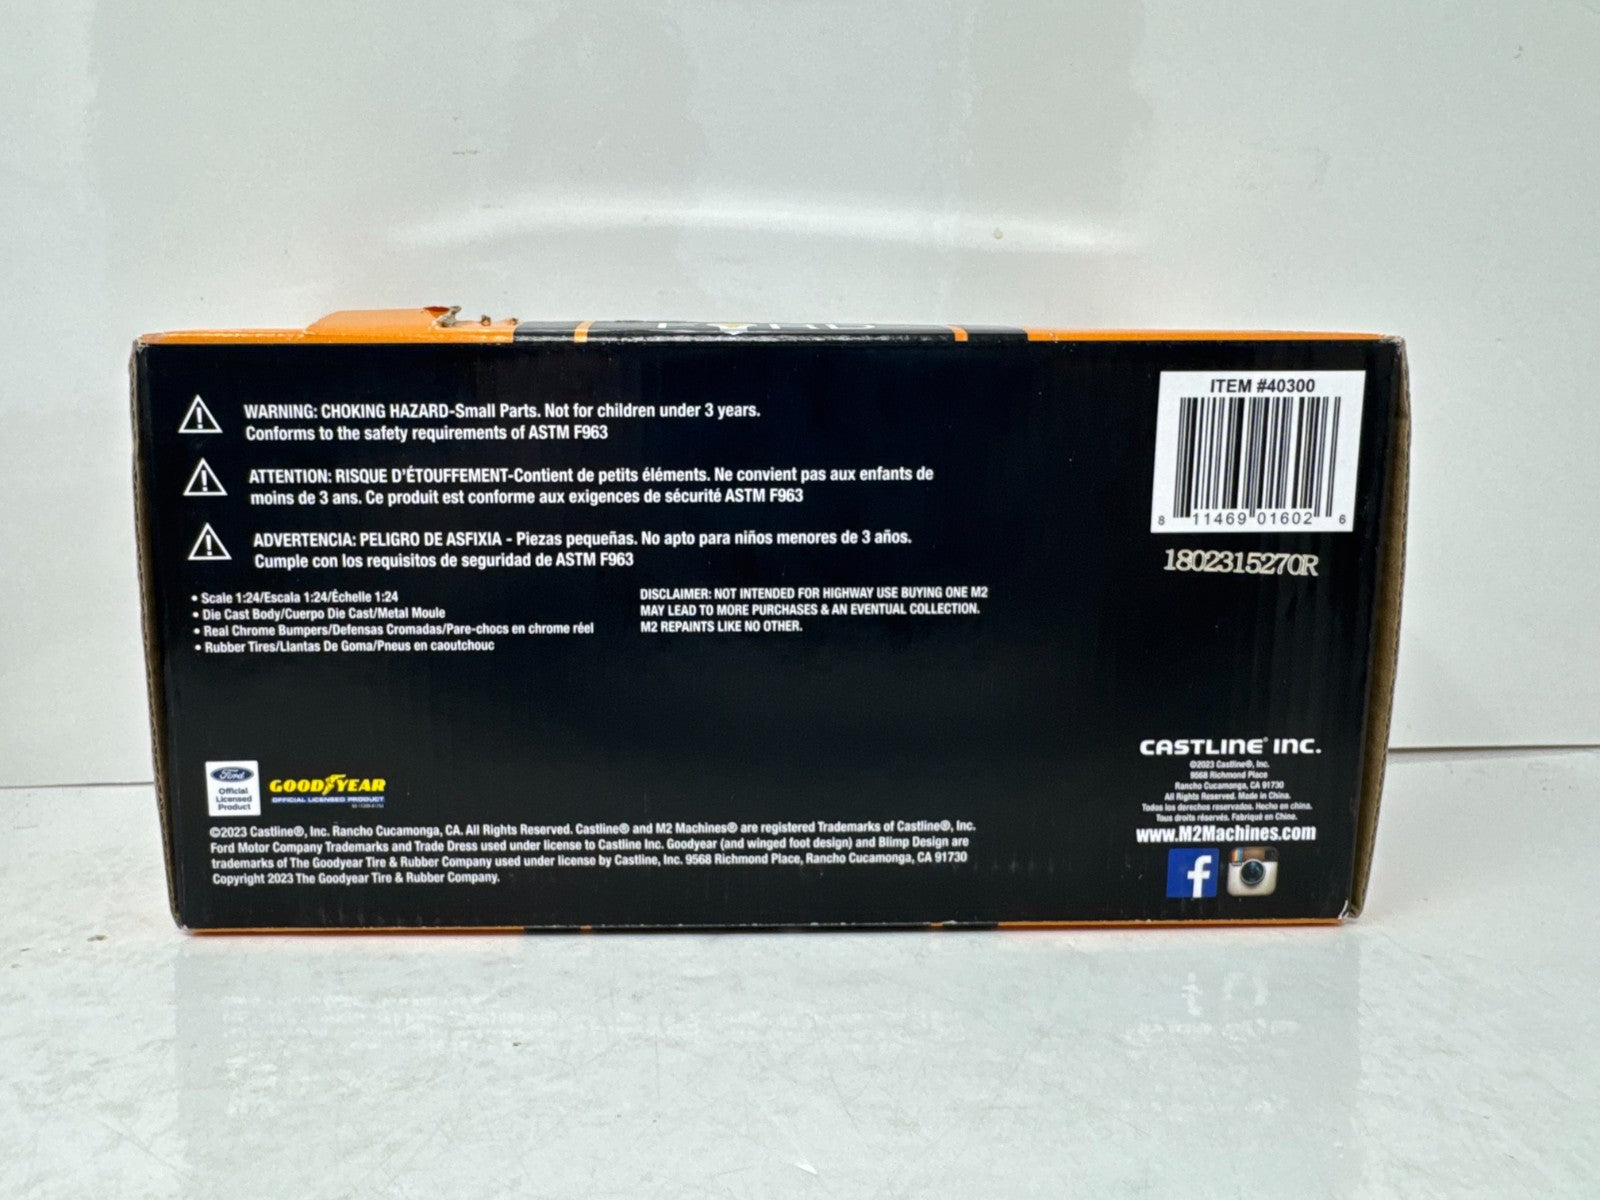 FORD
WARNING: CHOKING HAZARD-Small Parts. Not for children under 3 years.
Conforms to the safety requirements of ASTM F963
ATTENTION: RISQUE D'ÉTOUFFEMENT-Contient de petits éléments. Ne convient pas aux enfants de
moins de 3 ans. Ce produit est conforme aux exigences de sécurité ASTM F963
ADVERTENCIA: PELIGRO DE ASFIXIA - Piezas pequeñas. No apto para niños menores de 3 años.
Cumple con los requisitos de seguridad de ASTM F963
• Scale 1:24/Escala 1:24/Échelle 1:24
• Die Cast Body/Cuerpo Die Cast/Metal Moule
• Real Chrome Bumpers/Defensas Cromadas/Pare-chocs en chrome réel
• Rubber Tires/Llantas De Goma/Pneus en caoutchouc
DISCLAIMER: NOT INTENDED FOR HIGHWAY USE BUYING ONE M2
MAY LEAD TO MORE PURCHASES & AN EVENTUAL COLLECTION.
M2 REPAINTS LIKE NO OTHER.
ITEM #40300
8 11469 01602 6
1802315270R
Ford
Official
Licensed
Product
GOODYEAR
OFFICIAL LICENSED PRODUCT
©2023 Castline®, Inc. Rancho Cucamonga, CA. All Rights Reserved. Castline® and M2 Machines® are registered Trademarks of Castline®, Inc.
Ford Motor Company Trademarks and Trade Dress used under license to Castline Inc. Goodyear (and winged foot design) and Blimp Design are
trademarks of The Goodyear Tire & Rubber Company used under license by Castline, Inc. 9568 Richmond Place, Rancho Cucamonga, CA 91730
Copyright 2023 The Goodyear Tire & Rubber Company.
CASTLINE® INC.
©2023 Castline®, Inc.
9568 Richmond Place
Rancho Cucamonga, CA 91730
All Rights Reserved. Made in China.
Todos los derechos reservados. Hecho en china.
Tous droits réservés. Fabriqué en Chine.
www.M2Machines.com
f